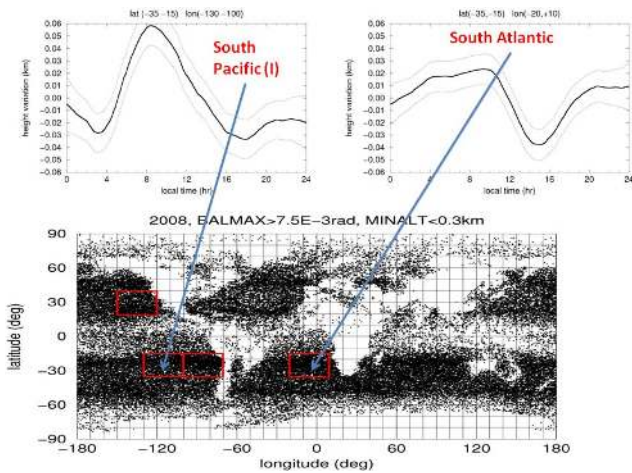 lat (-35 -15) lon(-130 -100)
0.06
0.05
0.04
0.03
0.02
0.01
0.00
-0.01
-0.02
-0.03
-0.04
-0.05
-0.06
height variation (km)
0 4 8 12 16 20 24
local time (hr)
South
Pacific (I)
lat(-35,-15) lon(-20,+10)
0.06
0.05
0.04
0.03
0.02
0.01
0.00
-0.01
-0.02
-0.03
-0.04
-0.05
-0.06
height variation (km)
0 4 8 12 16 20 24
local time (hr)
South Atlantic
2008, BALMAX>7.5E-3rad, MINALT<0.3km
90
60
30
0
-30
-60
-90
latitude (deg)
-180 -120 -60 0 60 120 180
longitude (deg)